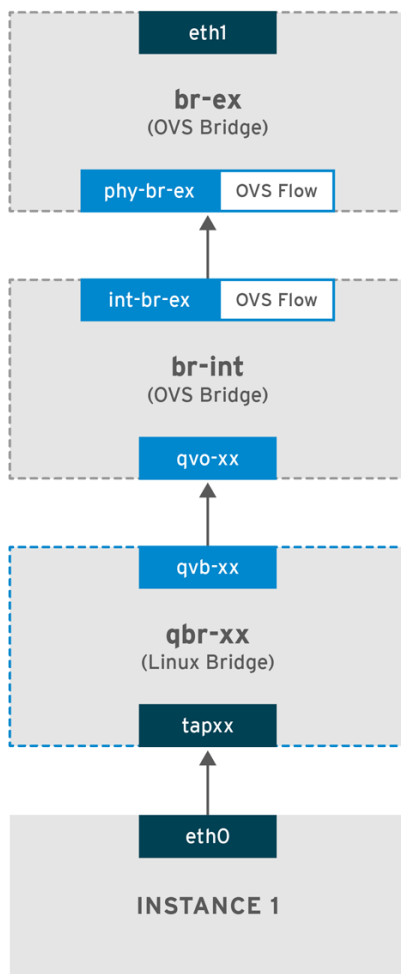 eth1
br-ex
(OVS Bridge)
phy-br-ex OVS Flow
int-br-ex OVS Flow
br-int
(OVS Bridge)
qvo-xx
qvb-xx
qbr-xx
(Linux Bridge)
tapxx
eth0
INSTANCE 1